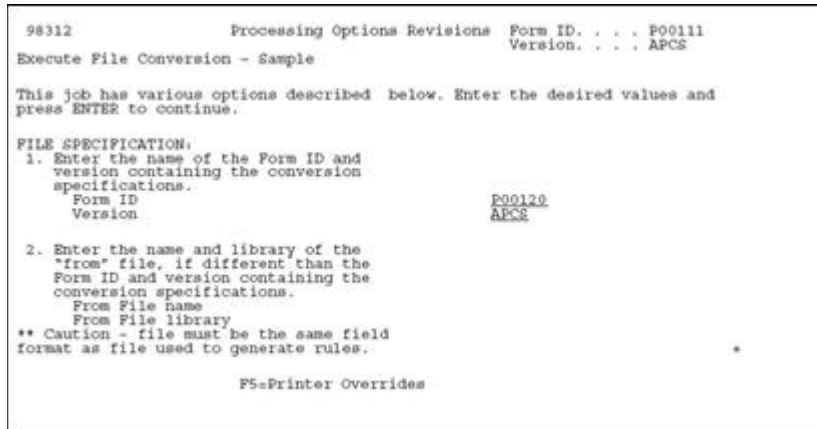 98312 Processing Options Revisions Form ID. . . . P00111
Version. . . . APCS
Execute File Conversion - Sample
This job has various options described below. Enter the desired values and
press ENTER to continue.
FILE SPECIFICATION:
1. Enter the name of the Form ID and
version containing the conversion
specifications.
Form ID P00120
Version APCS
2. Enter the name and library of the
"from" file, if different than the
Form ID and version containing the
conversion specifications.
From File name
From File library
** Caution - file must be the same field
format as file used to generate rules. +
F5=Printer Overrides